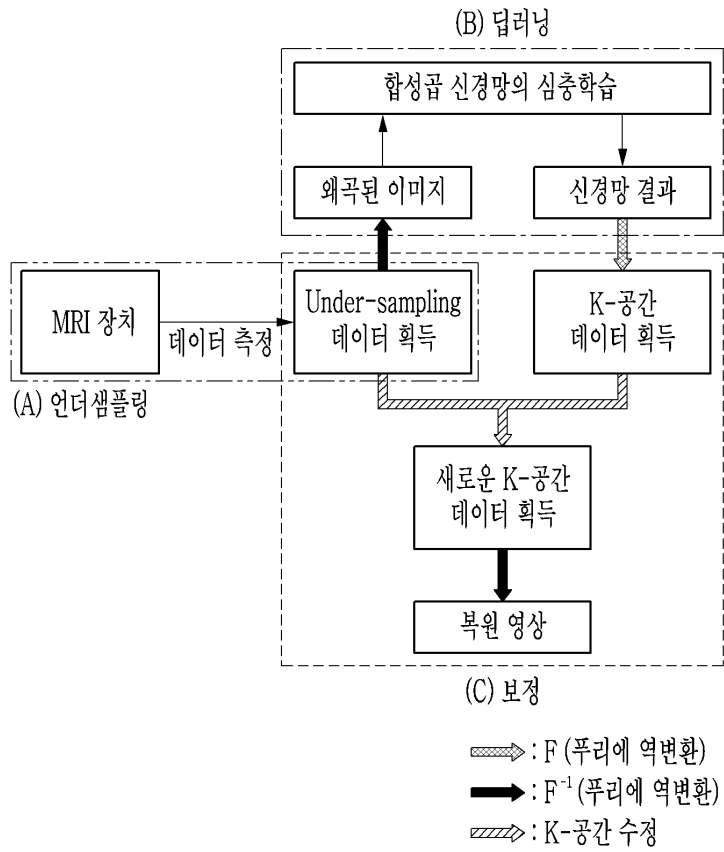 (B) 딥러닝
합성곱 신경망의 심층학습
왜곡된 이미지
신경망 결과
MRI 장치
데이터 측정
Under-sampling
데이터 획득
K-공간
데이터 획득
(A) 언더샘플링
새로운 K-공간
데이터 획득
복원 영상
(C) 보정
: F (푸리에 역변환)
: F⁻¹ (푸리에 역변환)
: K-공간 수정